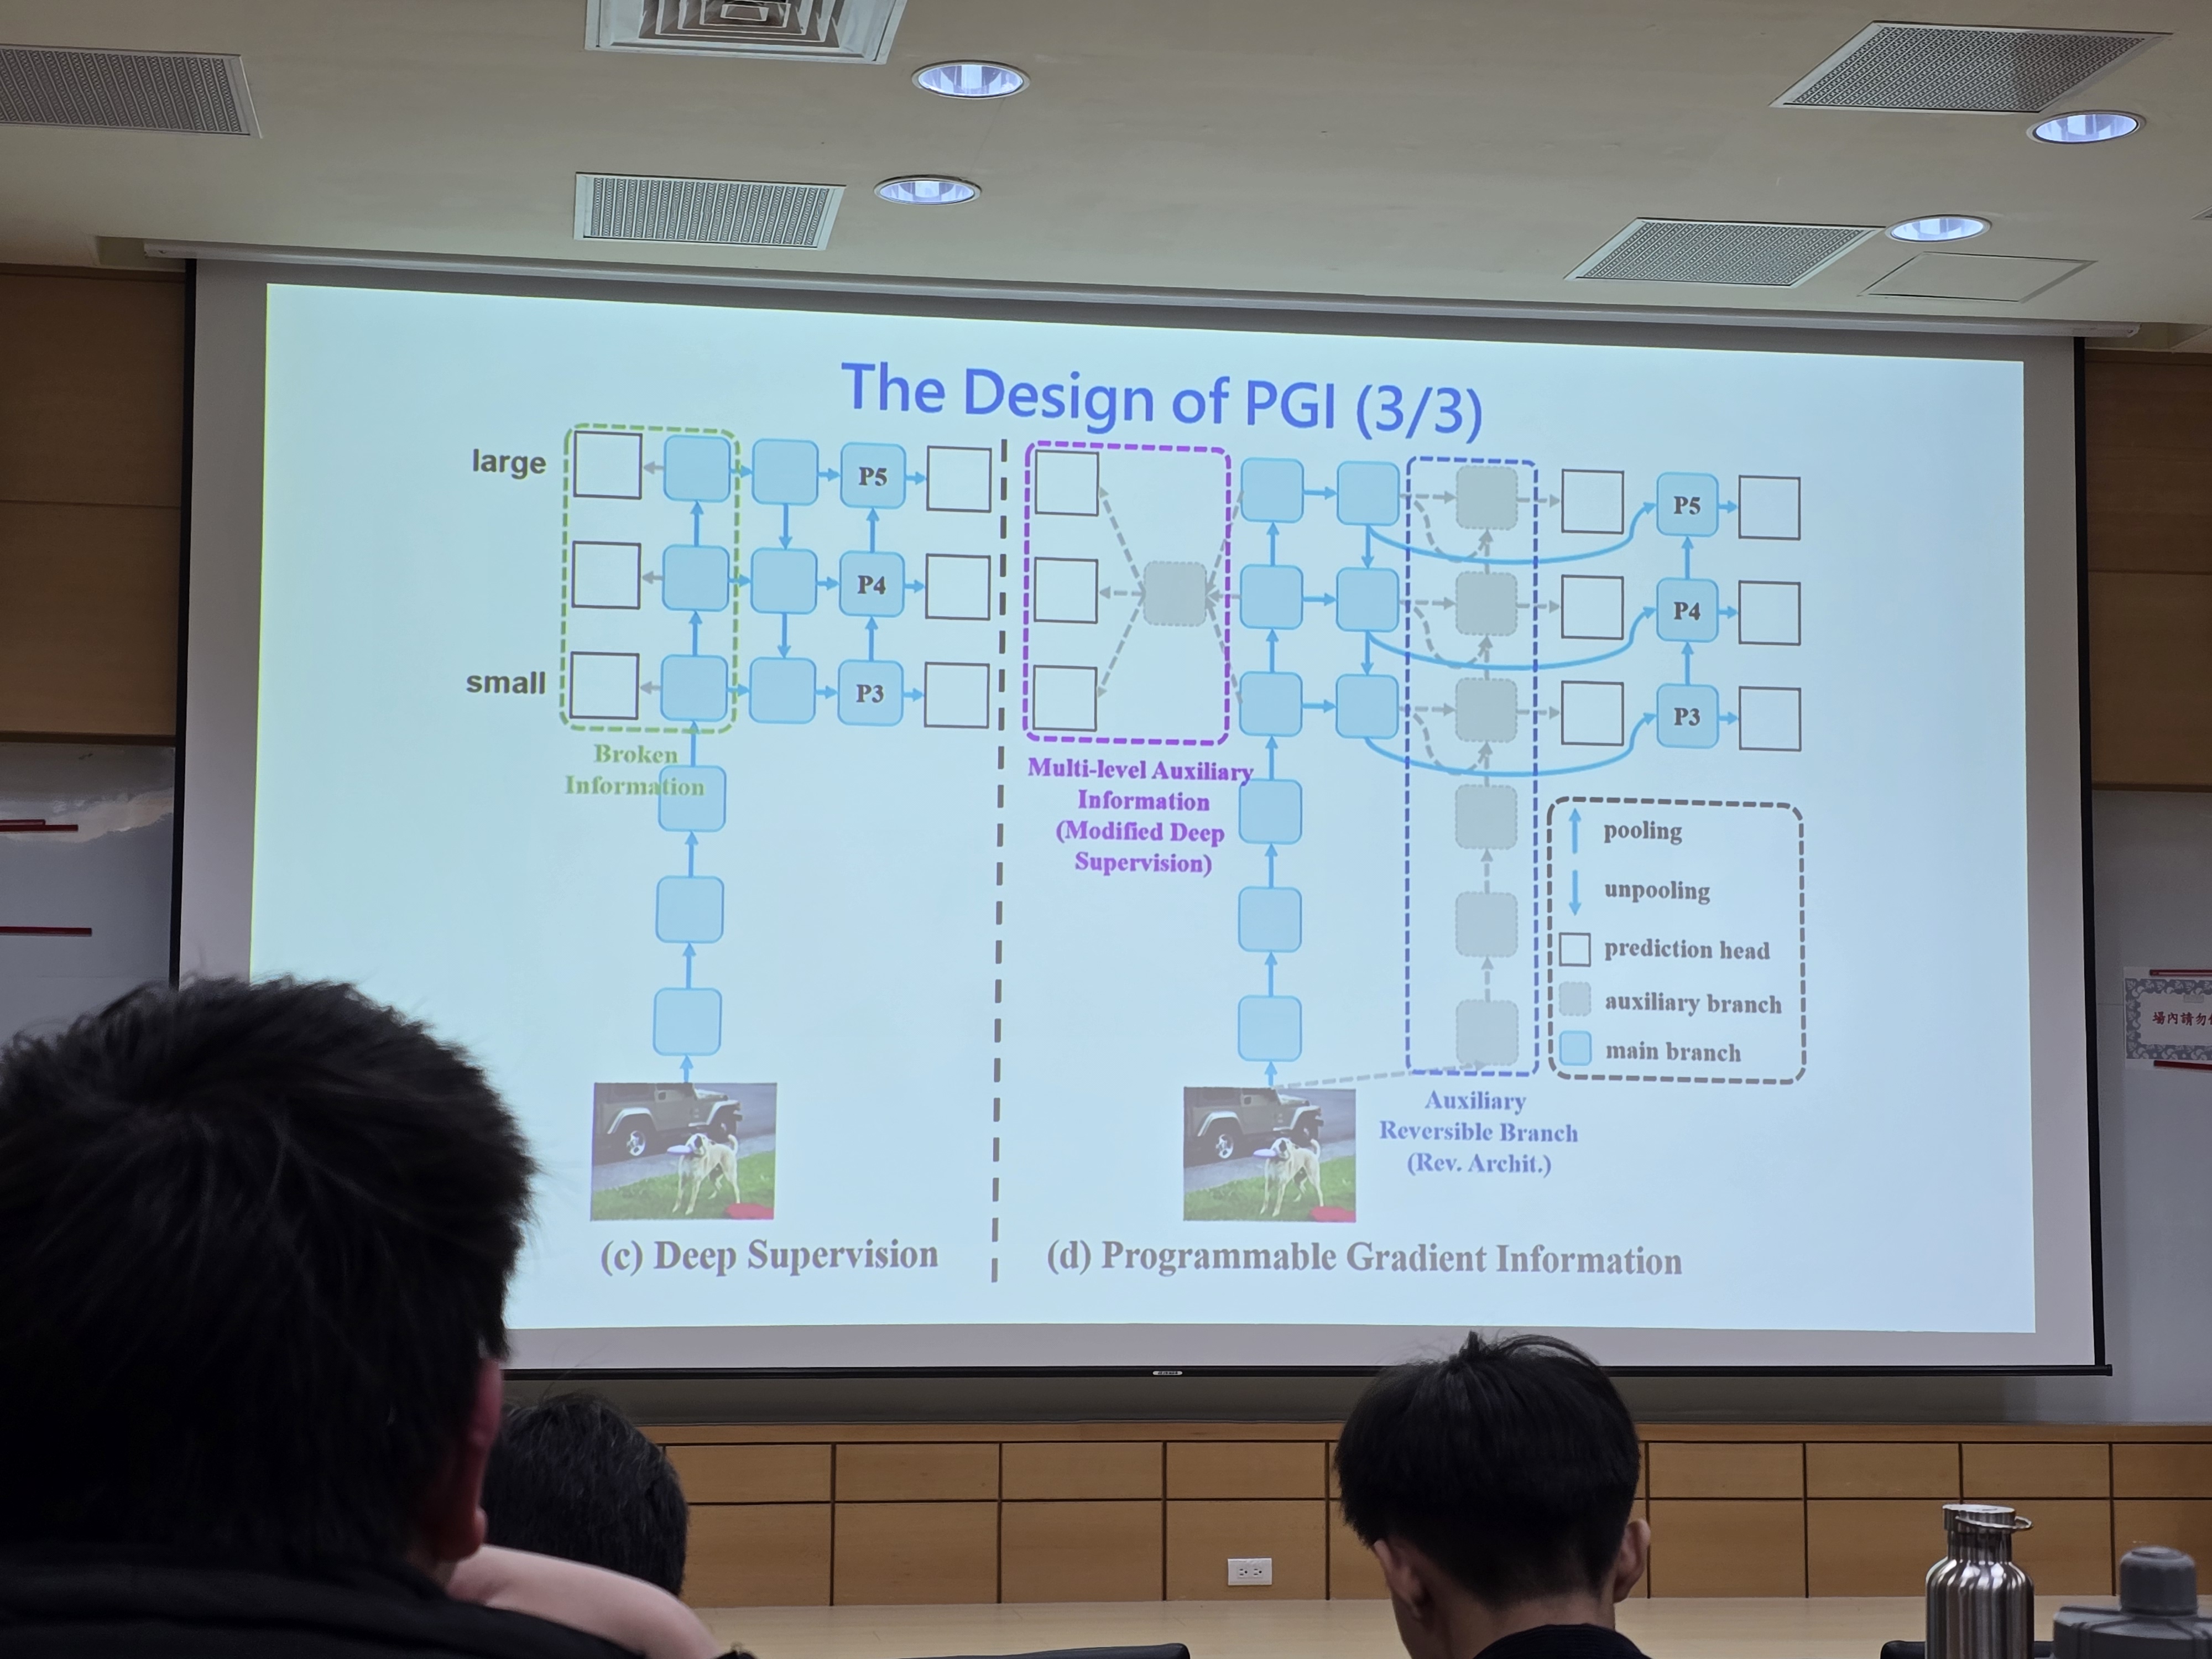 The Design of PGI (3/3)
large
small
P5
P4
P3
Broken
Information
(c) Deep Supervision
Multi-level Auxiliary
Information
(Modified Deep
Supervision)
P5
P4
P3
pooling
unpooling
prediction head
auxiliary branch
main branch
Auxiliary
Reversible Branch
(Rev. Archit.)
(d) Programmable Gradient Information
場內請勿